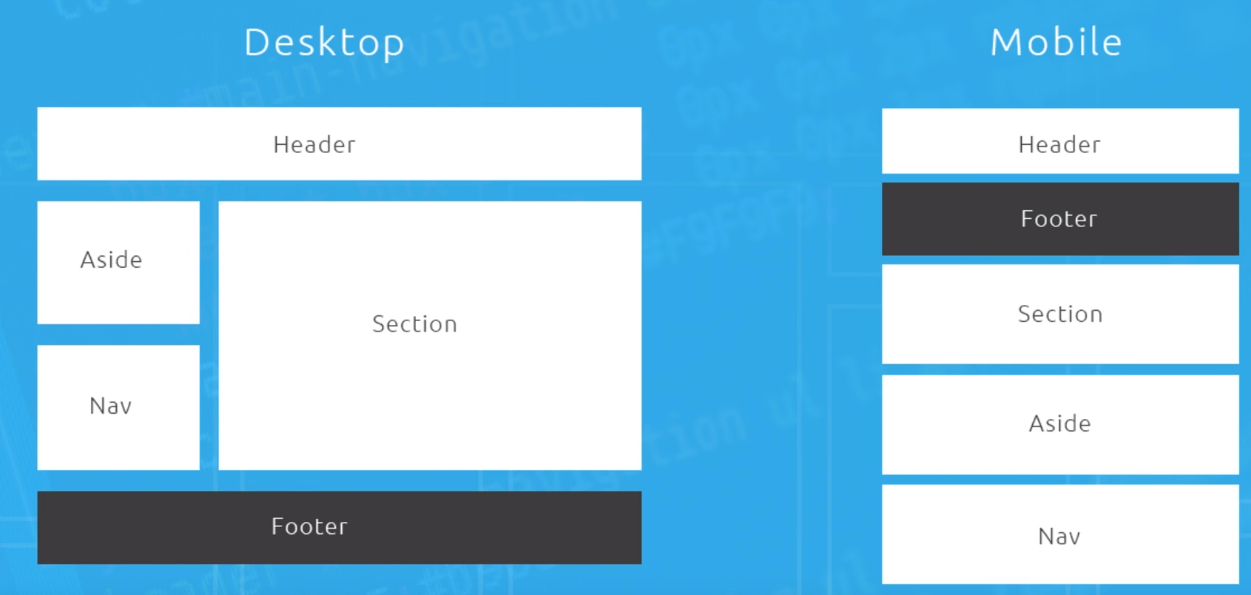 Desktop
Header
Aside
Section
Nav
Footer
Mobile
Header
Footer
Section
Aside
Nav